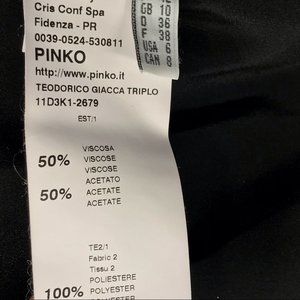 Cris Conf Spa
Fidenza - PR
0039-0524-530811
PINKO
http://www.pinko.it
TEODORICO GIACCA TRIPLO
11D3K1-2679
GB 10
D 36
F 38
USA 6
CAN 8
EST/1
50% VISCOSA
VISCOSE
VISCOSE
50% ACETATO
ACETATE
ACETATE
TE2/1
Fabric 2
Tissu 2
100% POLIESTERE
POLYESTER
POLYESTER